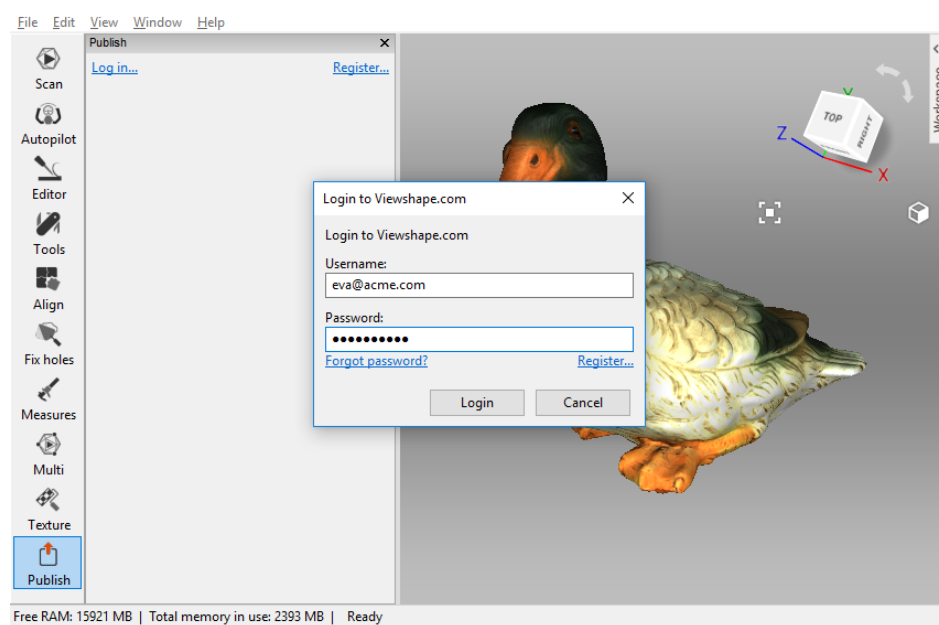 File Edit View Window Help
Publish
Log in... Register...
Scan
Autopilot
Editor
Tools
Align
Fix holes
Measures
Multi
Texture
Publish
Login to Viewshape.com
Login to Viewshape.com
Username:
eva@acme.com
Password:
●●●●●●●●●●
Forgot password? Register...
Login Cancel
Y
TOP
RIGHT
Z
X
Workspace
Free RAM: 15921 MB | Total memory in use: 2393 MB | Ready